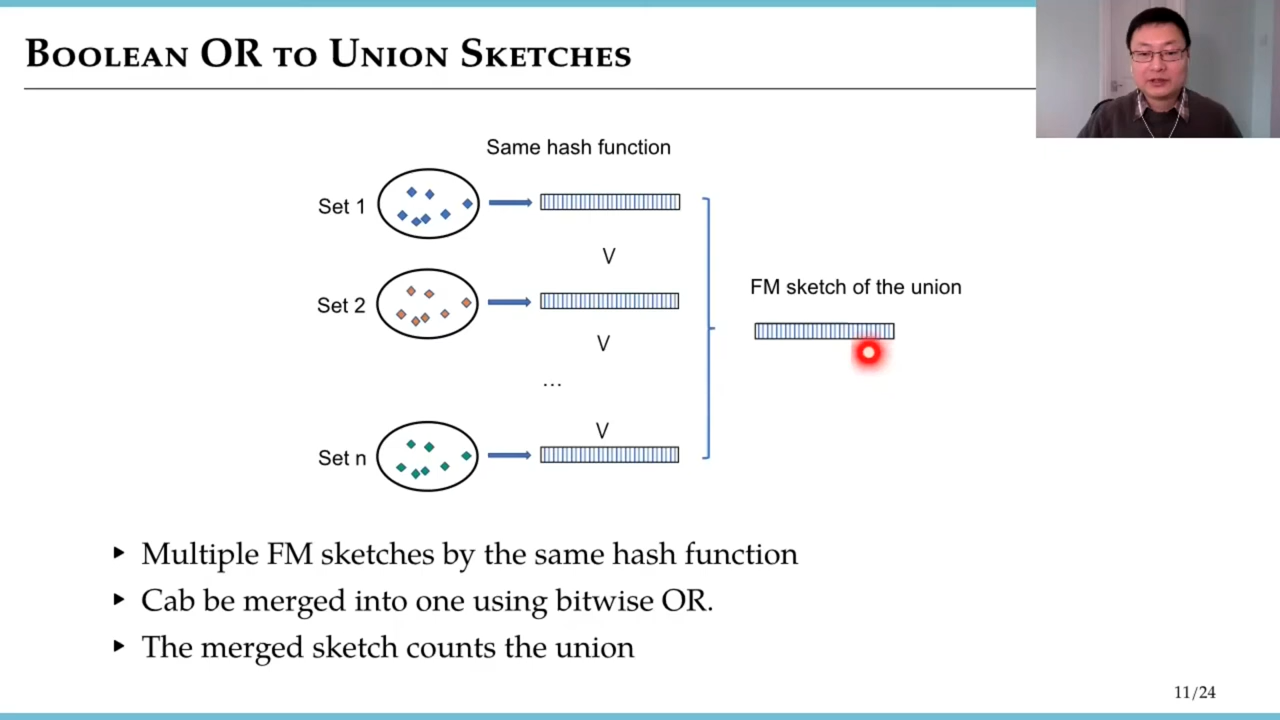 BOOLEAN OR TO UNION SKETCHES
Same hash function
Set 1
V
Set 2
V
...
V
Set n
FM sketch of the union
Multiple FM sketches by the same hash function
Cab be merged into one using bitwise OR.
The merged sketch counts the union
11/24